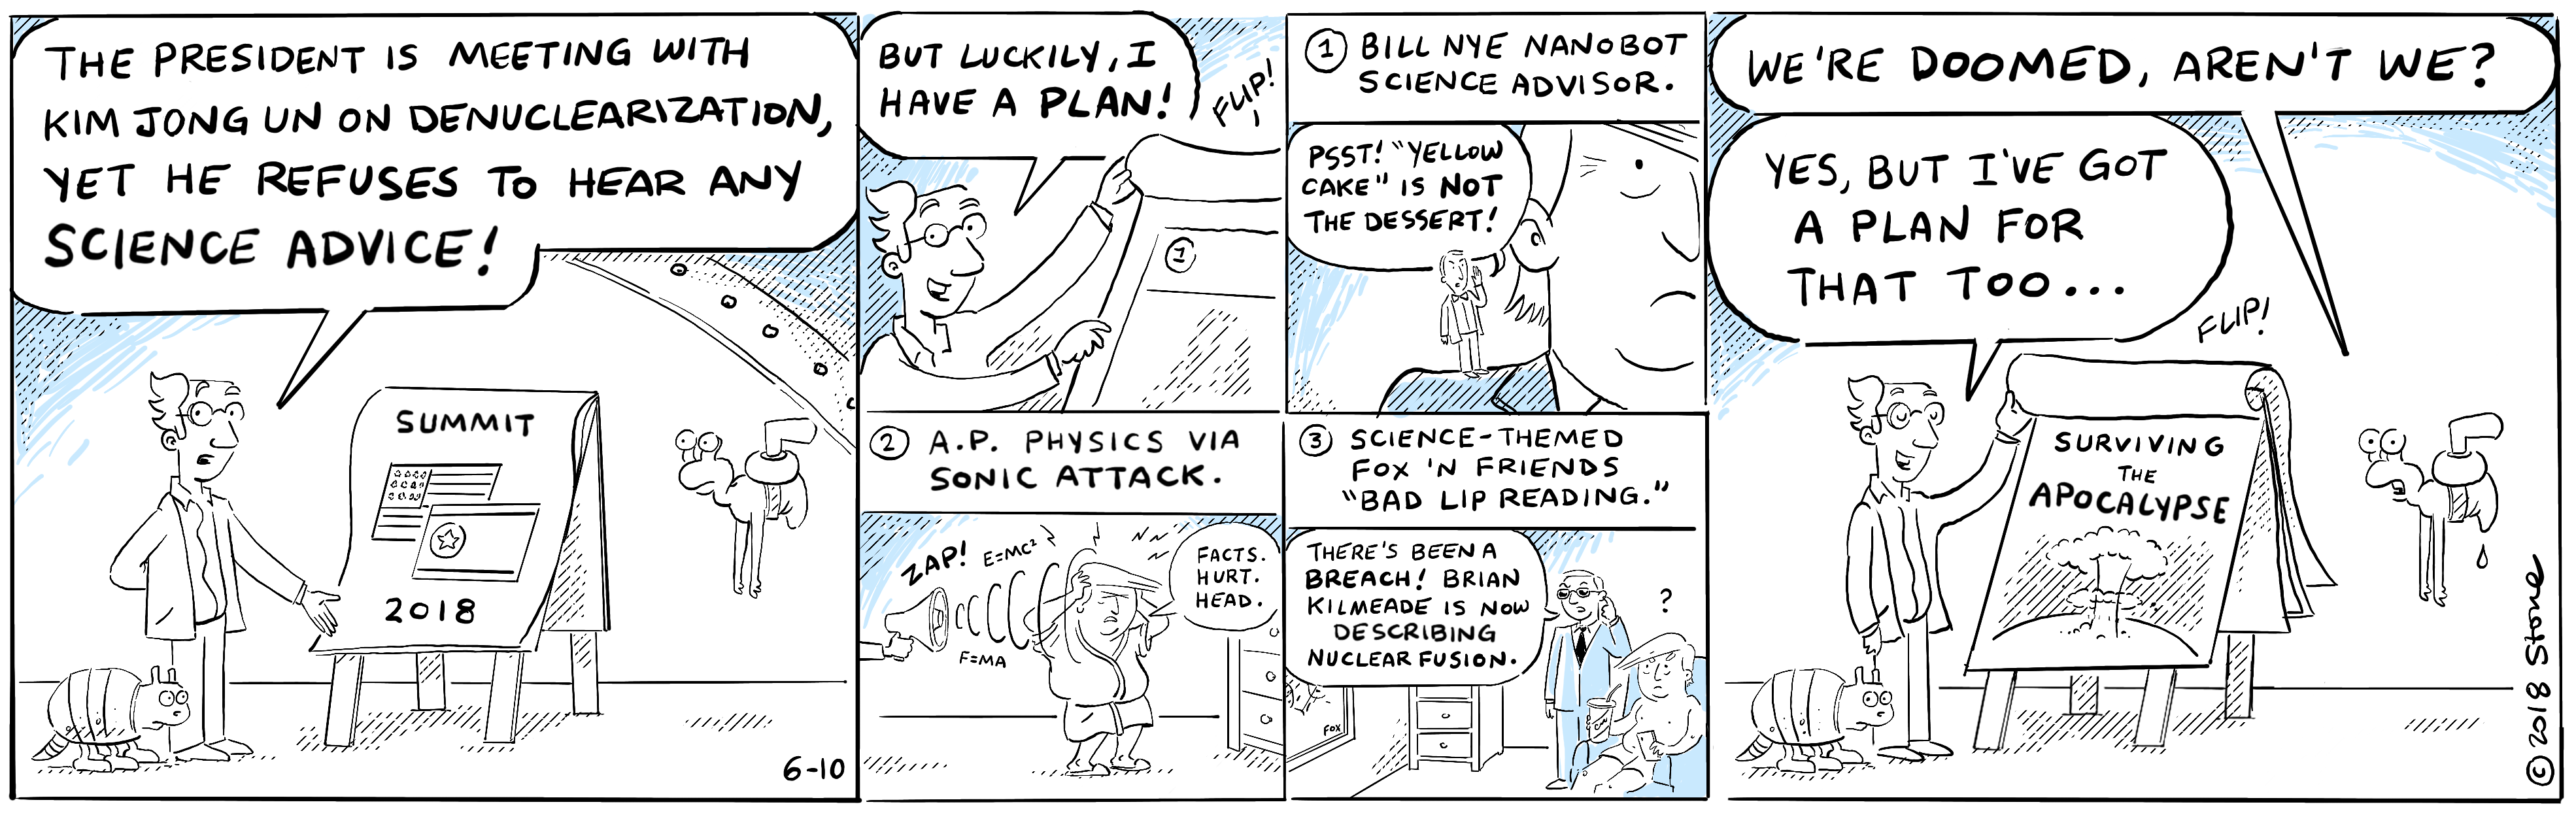 THE PRESIDENT IS MEETING WITH
KIM JONG UN ON DENUCLEARIZATION,
YET HE REFUSES TO HEAR ANY
SCIENCE ADVICE!
SUMMIT
2018
6-10
BUT LUCKILY, I
HAVE A PLAN!
FLIP!
1
1 BILL NYE NANOBOT
SCIENCE ADVISOR.
PSST! "YELLOW
CAKE" IS NOT
THE DESSERT!
2 A.P. PHYSICS VIA
SONIC ATTACK.
ZAP!
E=MC²
F=MA
FACTS.
HURT.
HEAD.
3 SCIENCE-THEMED
FOX 'N FRIENDS
"BAD LIP READING."
THERE'S BEEN A
BREACH! BRIAN
KILMEADE IS NOW
DESCRIBING
NUCLEAR FUSION.
?
FOX
WE'RE DOOMED, AREN'T WE?
YES, BUT I'VE GOT
A PLAN FOR
THAT TOO...
FLIP!
SURVIVING
THE
APOCALYPSE
© 2018 Stone